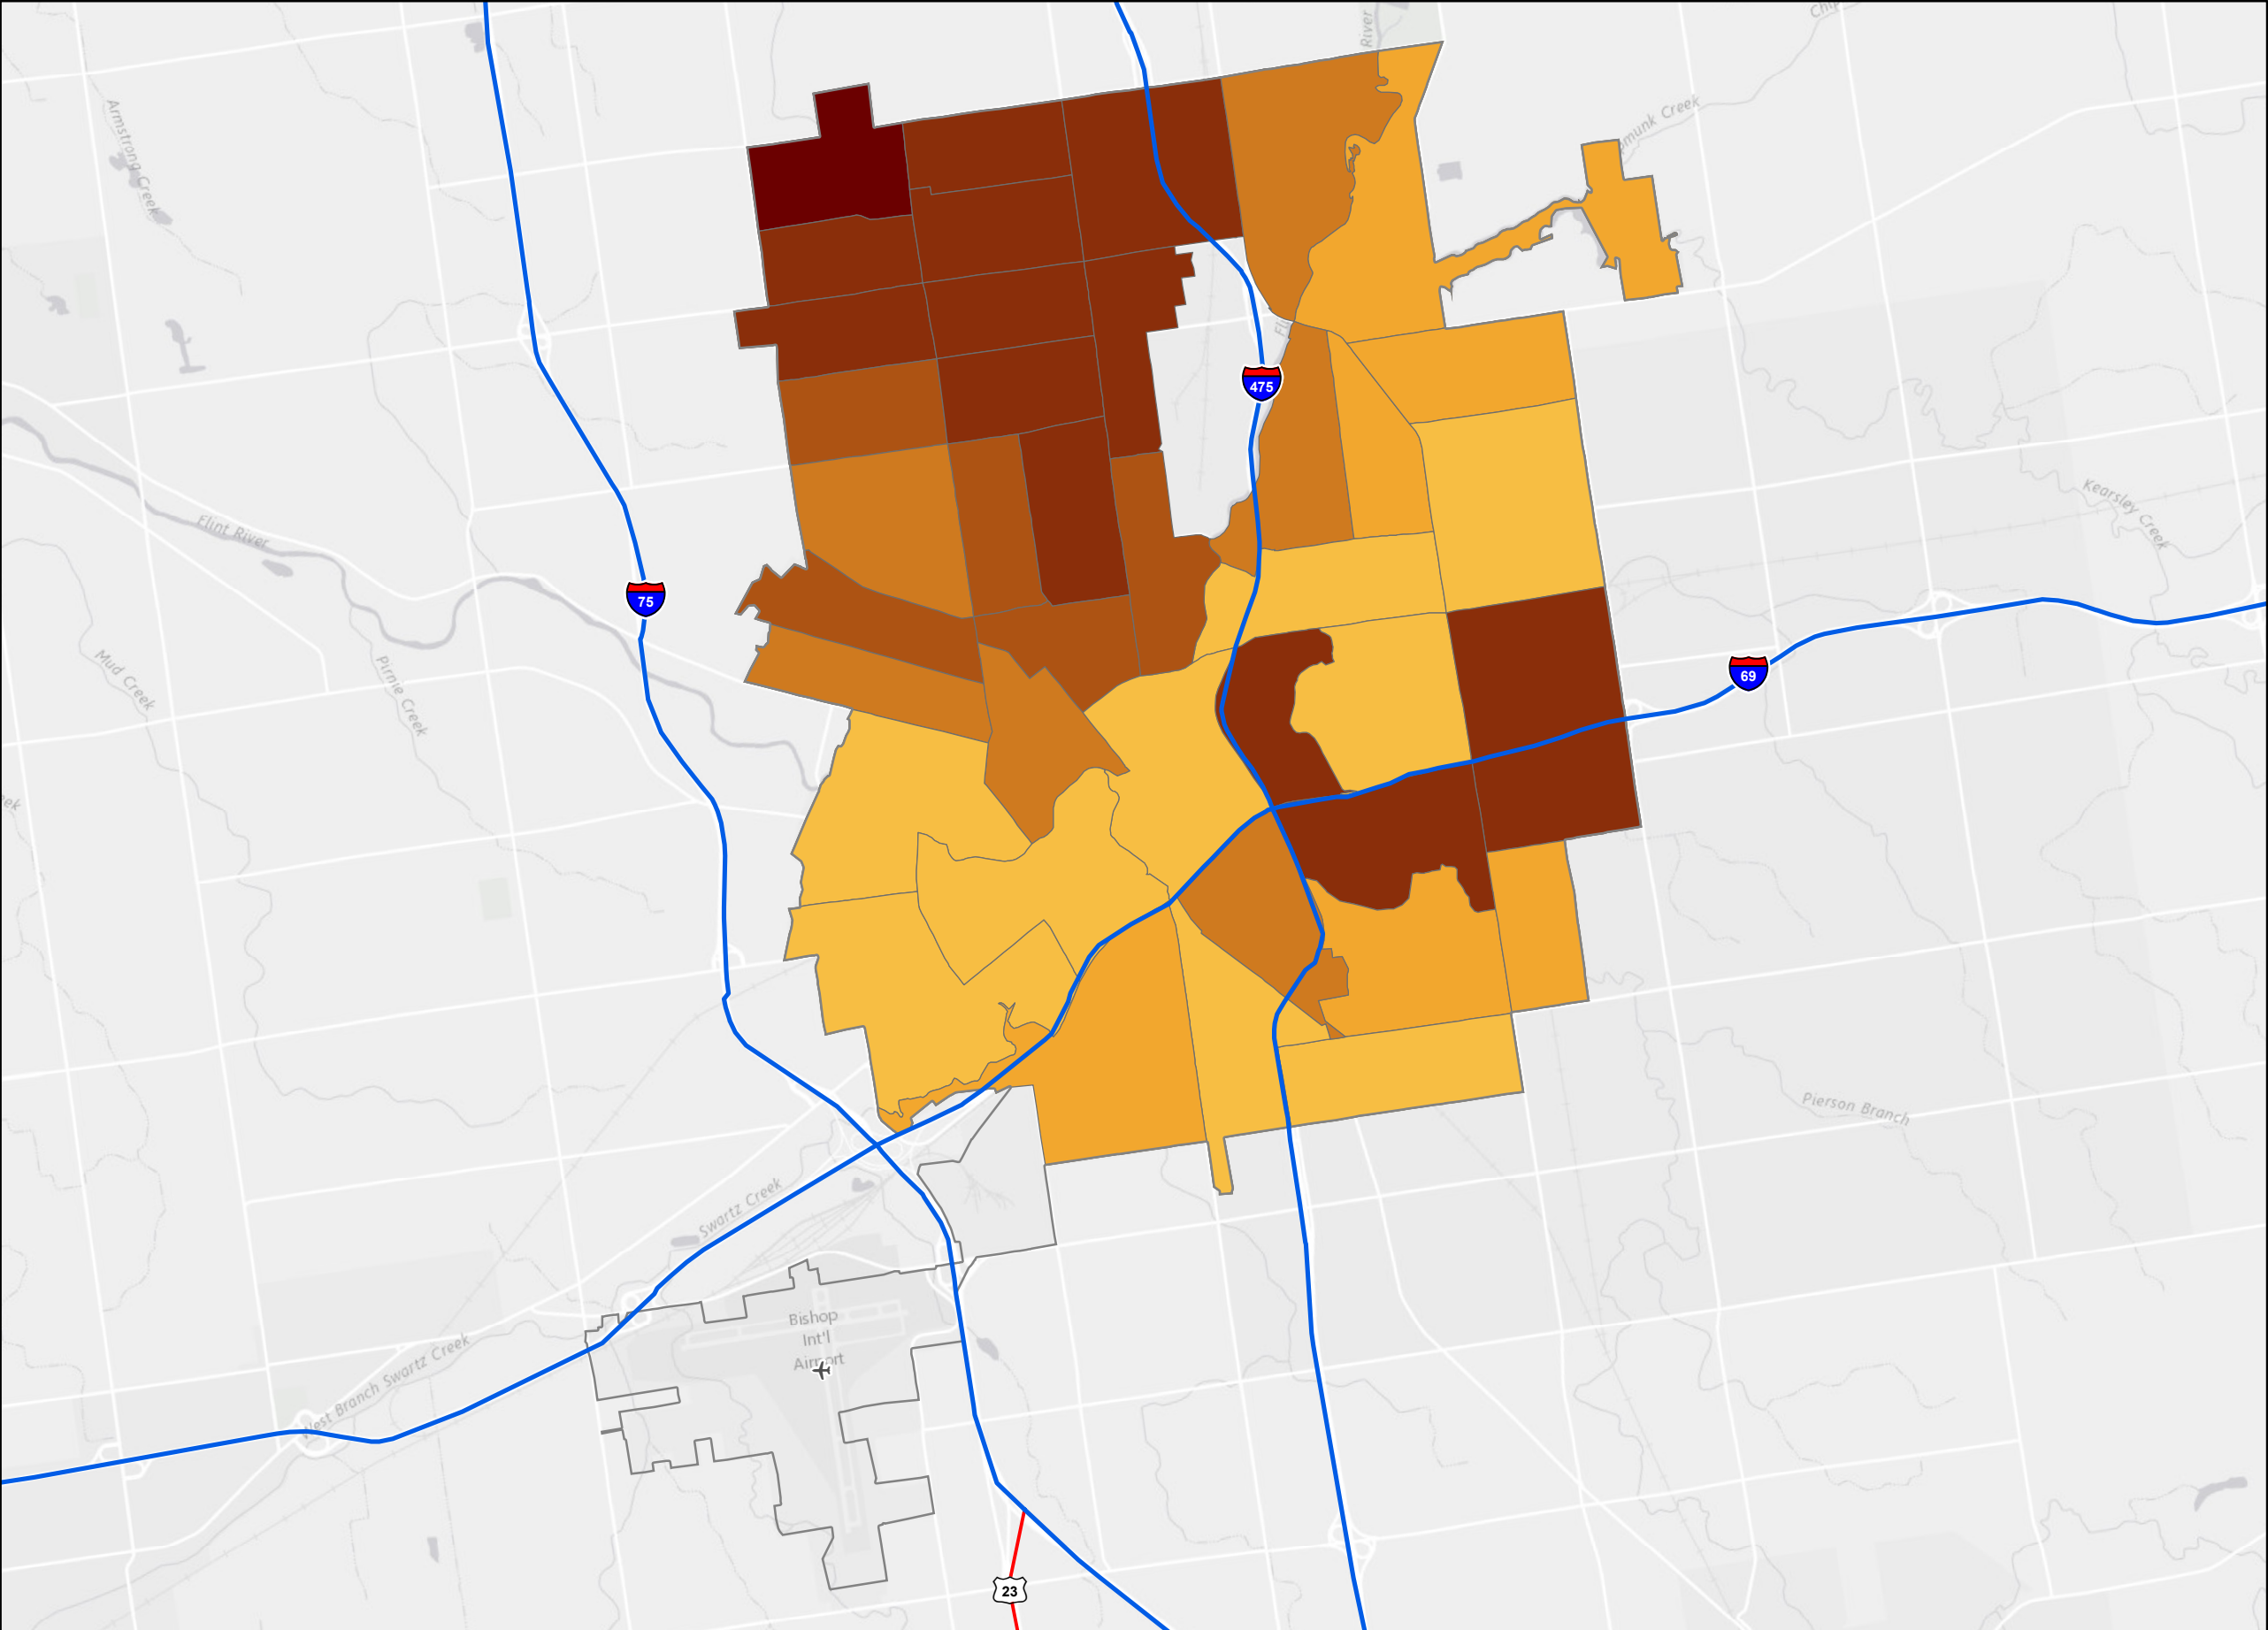 River
Armstrong Creek
475
Flint River
Kearsley Creek
75
Mud Creek
Pirnie Creek
69
Pierson Branch
Swartz Creek
Bishop
Int'l
Airport
West Branch Swartz Creek
23